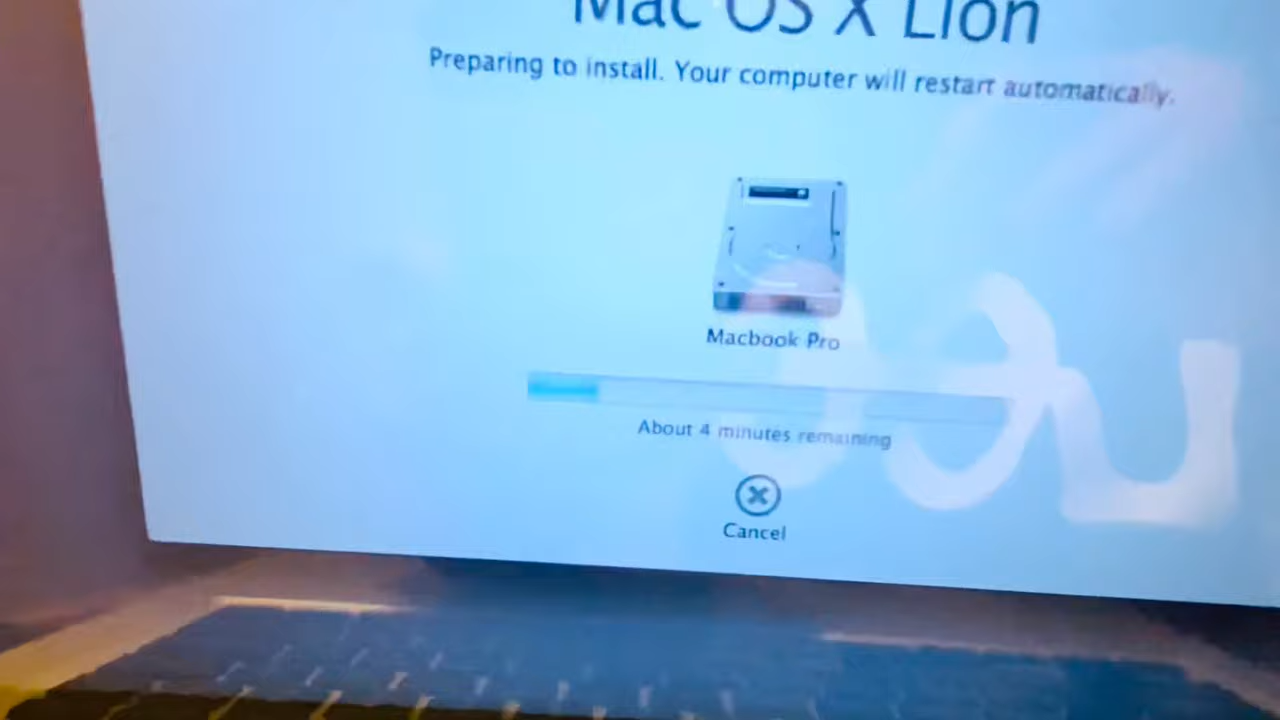 Mac OS X Lion
Preparing to install. Your computer will restart automatically.
Macbook Pro
About 4 minutes remaining
Cancel